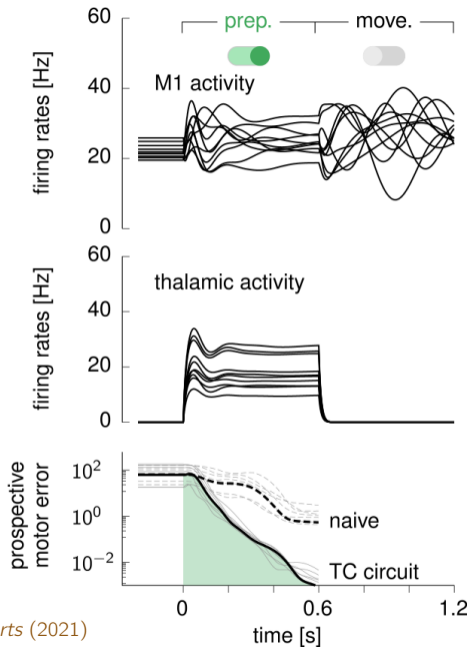 prep. move.
60
40
20
0
firing rates [Hz]
M1 activity
60
40
20
0
firing rates [Hz]
thalamic activity
10²
10⁰
10⁻²
prospective
motor error
naive
TC circuit
0 0.6 1.2
time [s]
rts (2021)